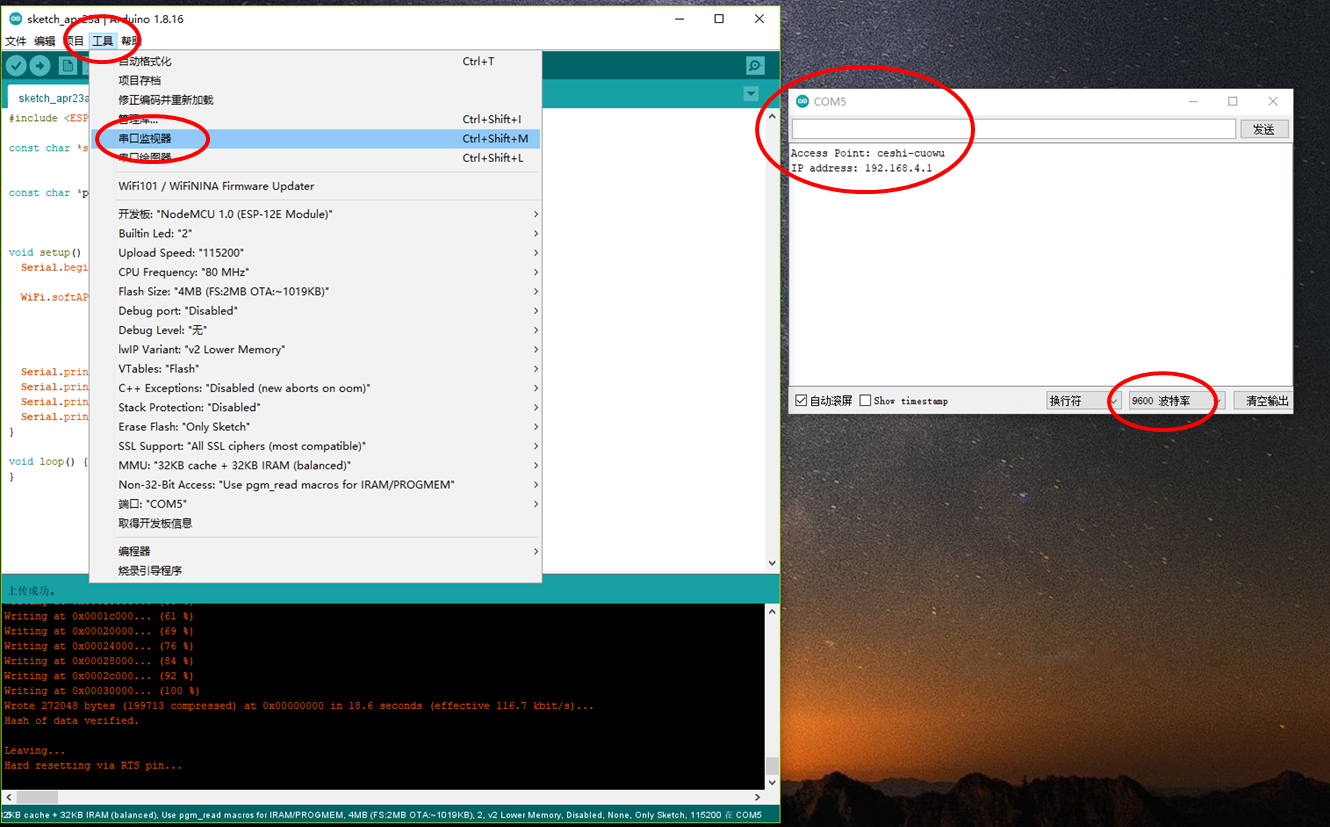 sketch_apr23a | Arduino 1.8.16
文件 编辑 项目 工具 帮助
sketch_apr23a
#include <ESP
const char *s
const char *p
void setup()
Serial.begi
WiFi.softAP
Serial.prin
Serial.prin
Serial.prin
Serial.prin
}
void loop() {
}
自动格式化 Ctrl+T
项目存档
修正编码并重新加载
管理库... Ctrl+Shift+I
串口监视器 Ctrl+Shift+M
串口绘图器 Ctrl+Shift+L
WiFi101 / WiFiNINA Firmware Updater
开发板: "NodeMCU 1.0 (ESP-12E Module)"
Builtin Led: "2"
Upload Speed: "115200"
CPU Frequency: "80 MHz"
Flash Size: "4MB (FS:2MB OTA:~1019KB)"
Debug port: "Disabled"
Debug Level: "无"
lwIP Variant: "v2 Lower Memory"
VTables: "Flash"
C++ Exceptions: "Disabled (new aborts on oom)"
Stack Protection: "Disabled"
Erase Flash: "Only Sketch"
SSL Support: "All SSL ciphers (most compatible)"
MMU: "32KB cache + 32KB IRAM (balanced)"
Non-32-Bit Access: "Use pgm_read macros for IRAM/PROGMEM"
端口: "COM5"
取得开发板信息
编程器
烧录引导程序
上传成功。
Writing at 0x0001c000... (61 %)
Writing at 0x00020000... (69 %)
Writing at 0x00024000... (76 %)
Writing at 0x00028000... (84 %)
Writing at 0x0002c000... (92 %)
Writing at 0x00030000... (100 %)
Wrote 272048 bytes (199713 compressed) at 0x00000000 in 18.6 seconds (effective 116.7 kbit/s)...
Hash of data verified.
Leaving...
Hard resetting via RTS pin...
KB cache + 32KB IRAM (balanced), Use pgm_read macros for IRAM/PROGMEM, 4MB (FS:2MB OTA:~1019KB), 2, v2 Lower Memory, Disabled, None, Only Sketch, 115200 在 COM5
COM5
发送
Access Point: ceshi-cuowu
IP address: 192.168.4.1
自动滚屏 Show timestamp 换行符 9600 波特率 清空输出